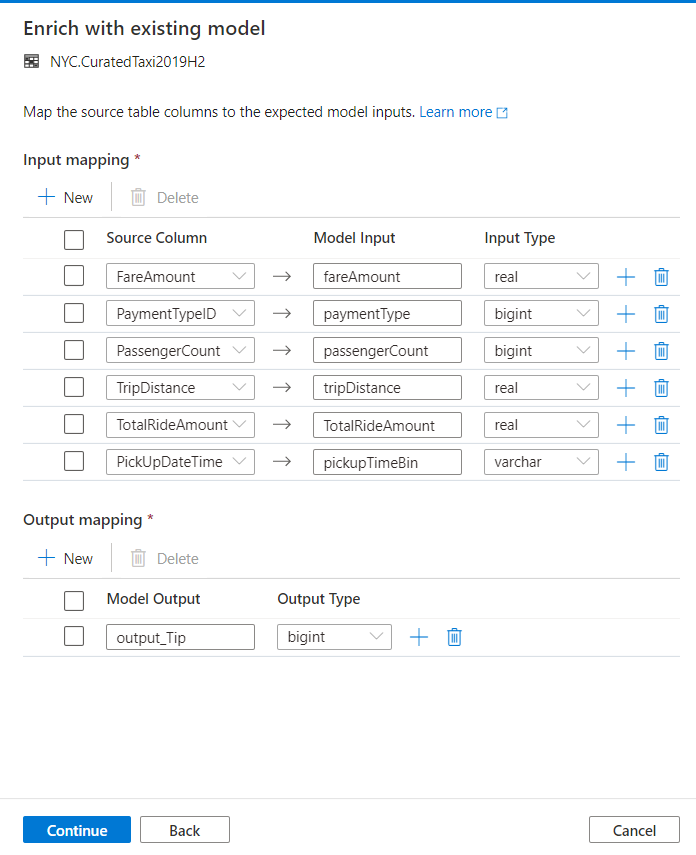 Enrich with existing model
NYC.CuratedTaxi2019H2
Map the source table columns to the expected model inputs. Learn more
Input mapping *
New Delete
Source Column Model Input Input Type
FareAmount → fareAmount real
PaymentTypeID → paymentType bigint
PassengerCount → passengerCount bigint
TripDistance → tripDistance real
TotalRideAmount → TotalRideAmount real
PickUpDateTime → pickupTimeBin varchar
Output mapping *
New Delete
Model Output Output Type
output_Tip bigint
Continue Back Cancel